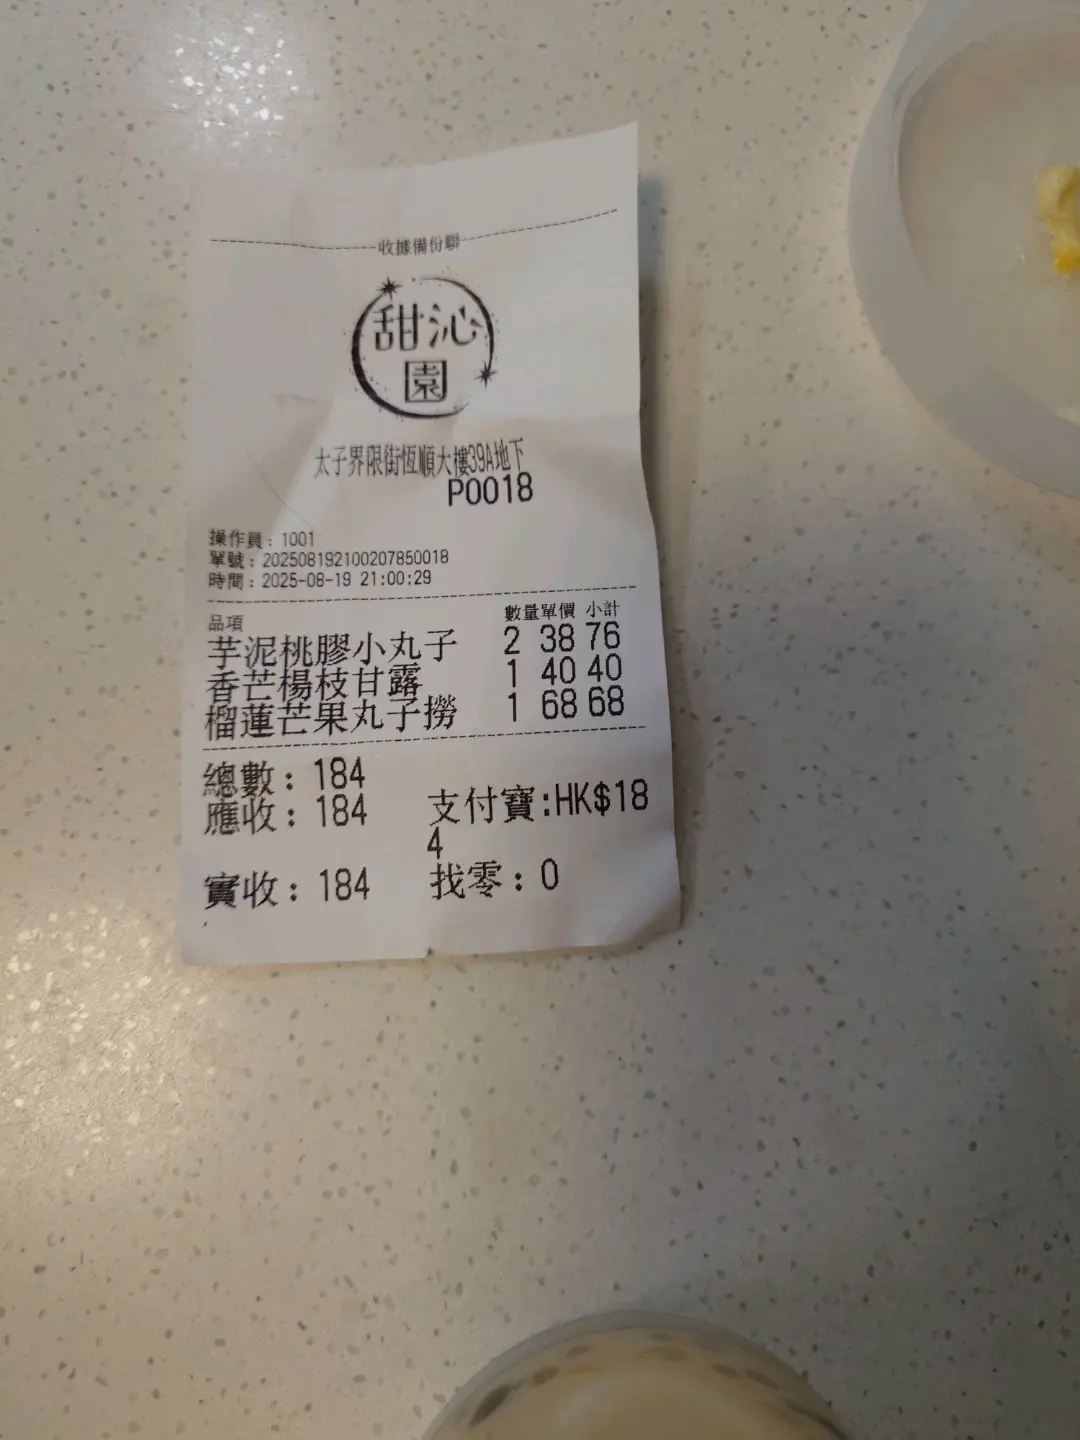 收據備份聯
甜沁
園
太子界限街恆順大樓39A地下
P0018
操作員：1001
單號：202508192100207850018
時間：2025-08-19 21:00:29
品項 數量 單價 小計
芋泥桃膠小丸子 2 38 76
香芒楊枝甘露 1 40 40
榴蓮芒果丸子撈 1 68 68
總數：184
應收：184 支付寶:HK$18
4
實收：184 找零：0